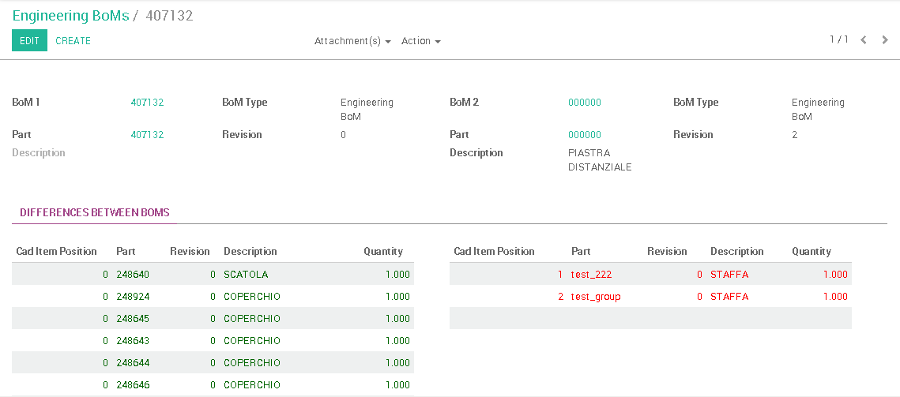 Engineering BoMs / 407132
EDIT CREATE Attachment(s) Action 1 / 1
BoM 1 407132 BoM Type Engineering BoM BoM 2 000000 BoM Type Engineering BoM
Part 407132 Revision 0 Part 000000 Revision 2
Description Description PIASTRA DISTANZIALE
DIFFERENCES BETWEEN BOMS
Cad Item Position Part Revision Description Quantity Cad Item Position Part Revision Description Quantity
0 248640 0 SCATOLA 1.000 1 test_222 0 STAFFA 1.000
0 248924 0 COPERCHIO 1.000 2 test_group 0 STAFFA 1.000
0 248645 0 COPERCHIO 1.000
0 248643 0 COPERCHIO 1.000
0 248644 0 COPERCHIO 1.000
0 248646 0 COPERCHIO 1.000